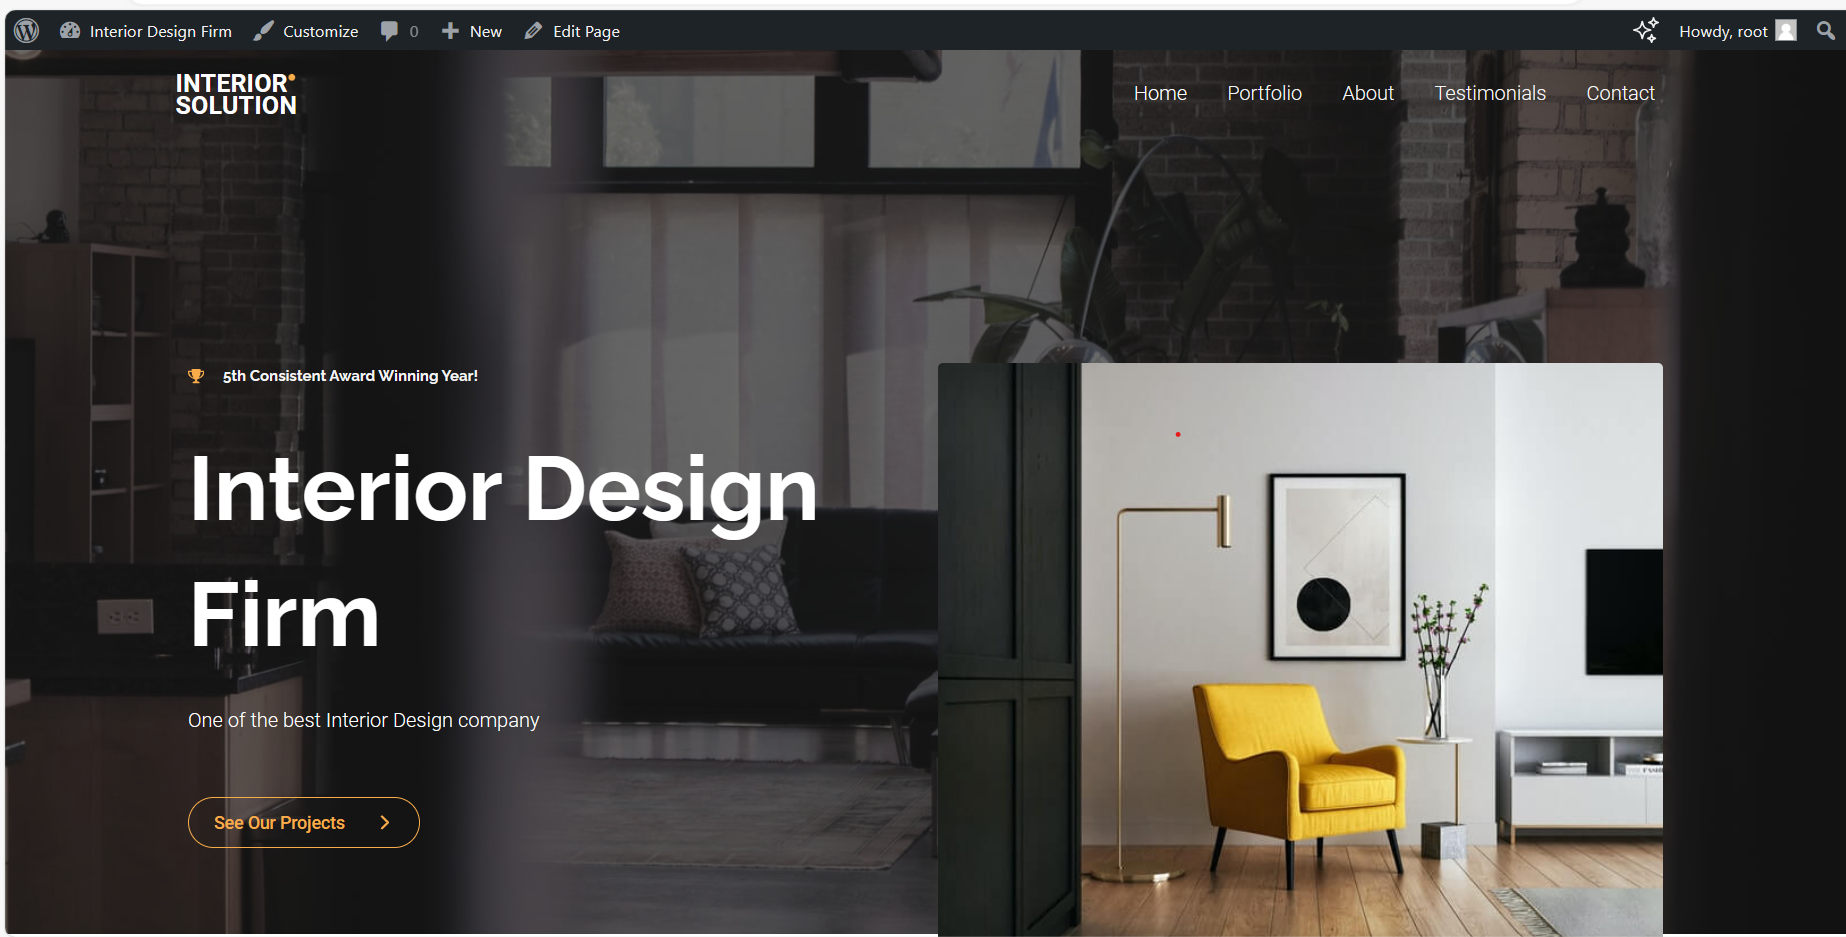 Interior Design Firm
Customize
0
New
Edit Page
Howdy, root
INTERIOR
SOLUTION
Home
Portfolio
About
Testimonials
Contact
5th Consistent Award Winning Year!
Interior Design
Firm
One of the best Interior Design company
See Our Projects